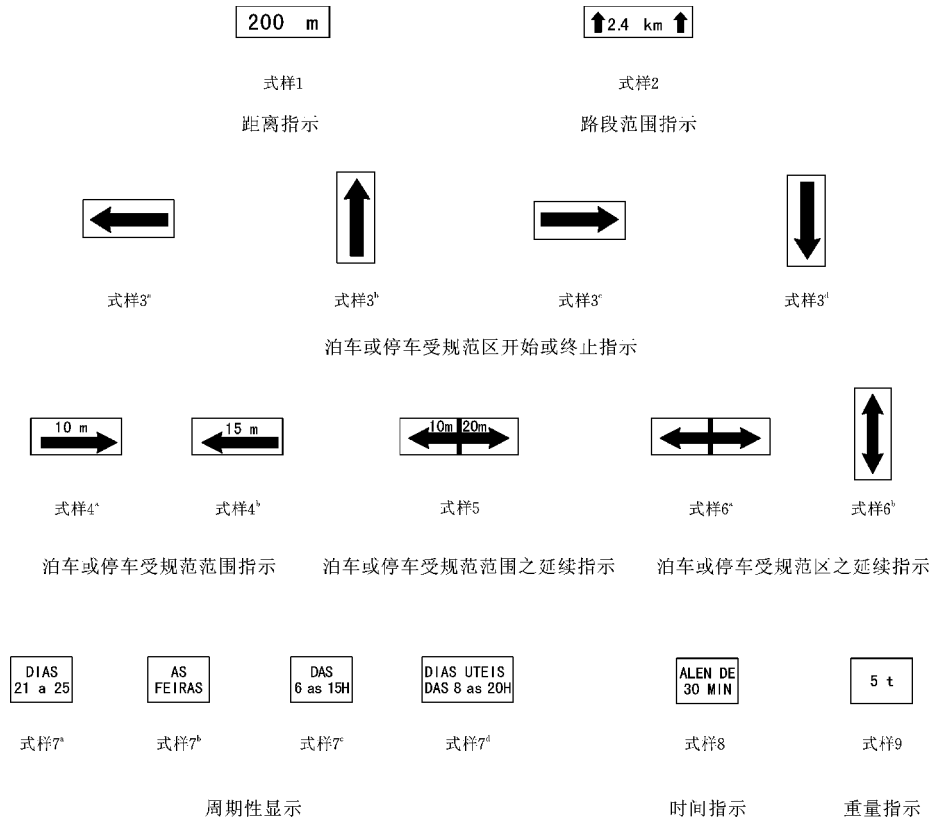 200 m
2.4 km
式样1
式样2
距离指示
路段范围指示
式样3a
式样3b
式样3c
式样3d
泊车或停车受规范区开始或终止指示
10 m
15 m
10m 20m
式样4a
式样4b
式样5
式样6a
式样6b
泊车或停车受规范范围指示
泊车或停车受规范范围之延续指示
泊车或停车受规范区之延续指示
DIAS
21 a 25
AS
FEIRAS
DAS
6 as 15H
DIAS UTEIS
DAS 8 as 20H
ALEN DE
30 MIN
5 t
式样7a
式样7b
式样7c
式样7d
式样8
式样9
周期性显示
时间指示
重量指示